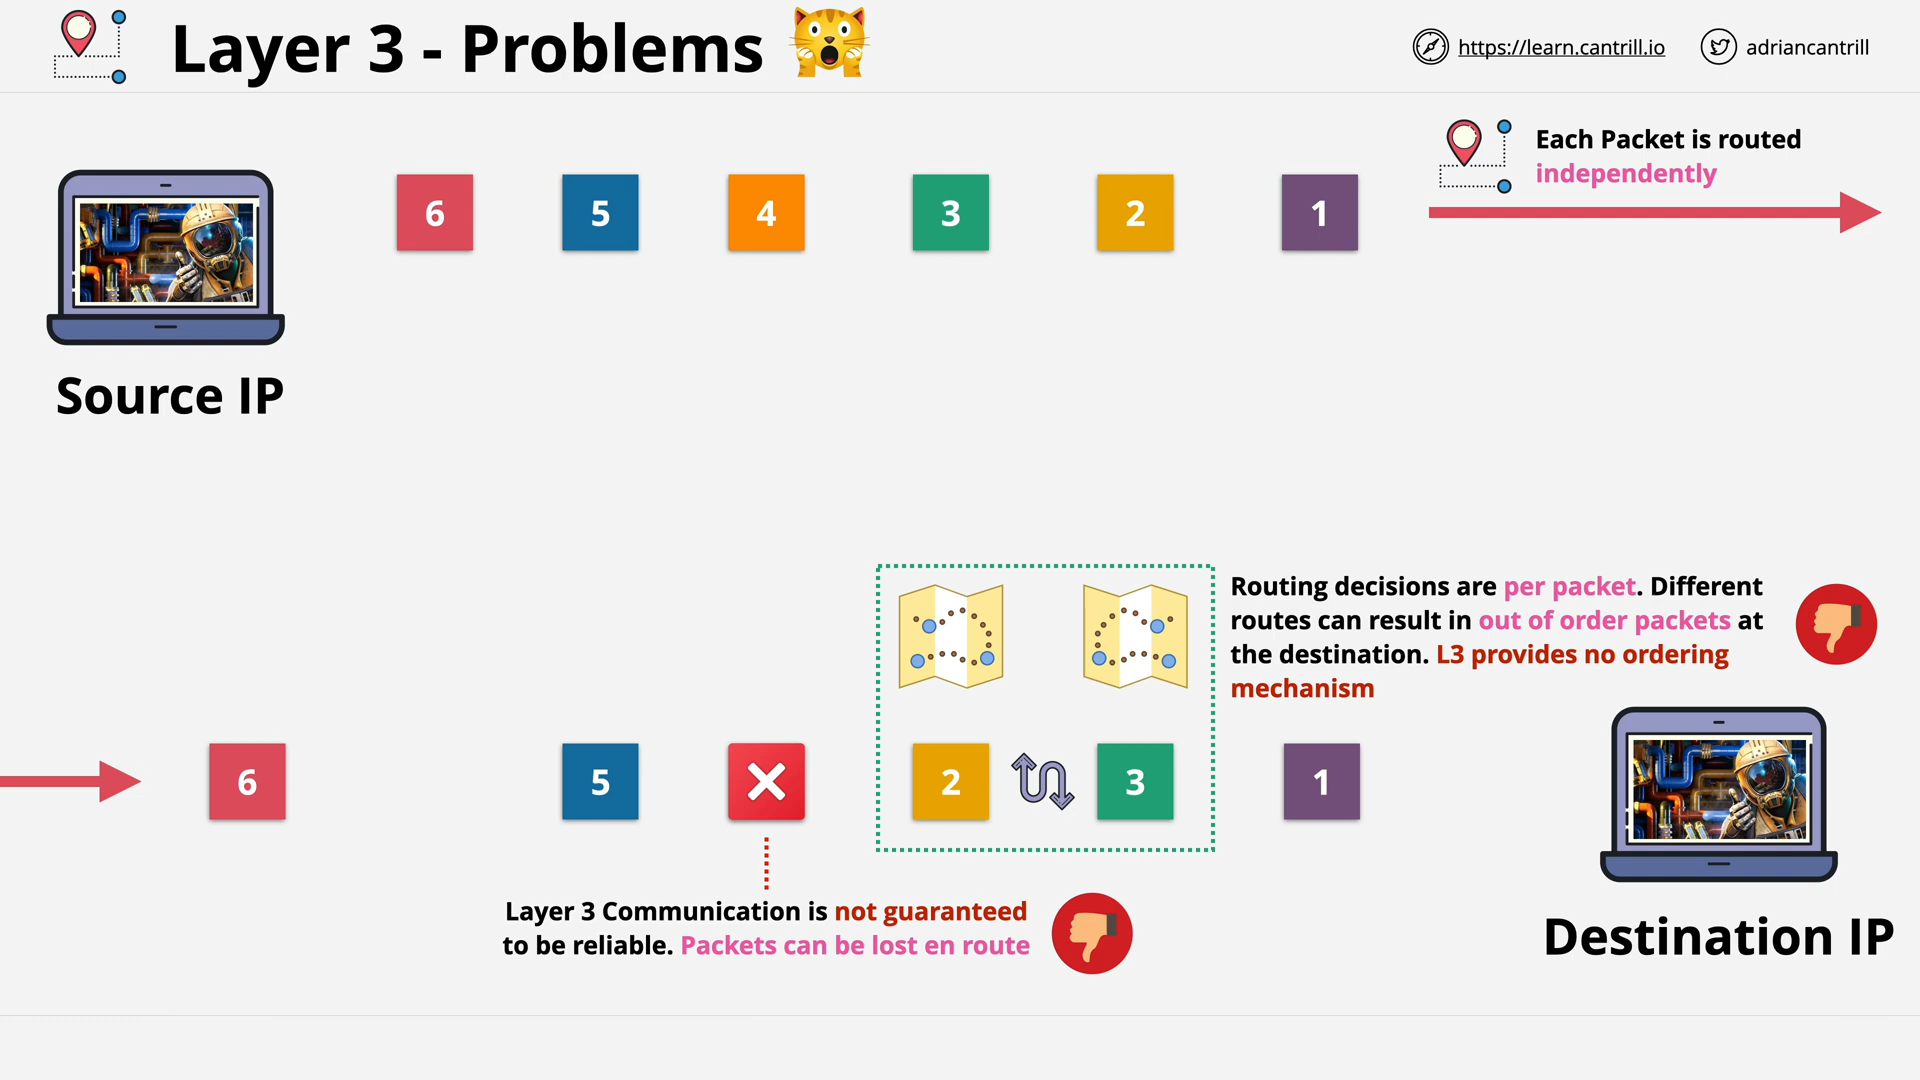 Layer 3 - Problems
https://learn.cantrill.io
adriancantrill
Each Packet is routed
independently
6
5
4
3
2
1
Source IP
Routing decisions are per packet. Different
routes can result in out of order packets at
the destination. L3 provides no ordering
mechanism
6
5
2
3
1
Layer 3 Communication is not guaranteed
to be reliable. Packets can be lost en route
Destination IP